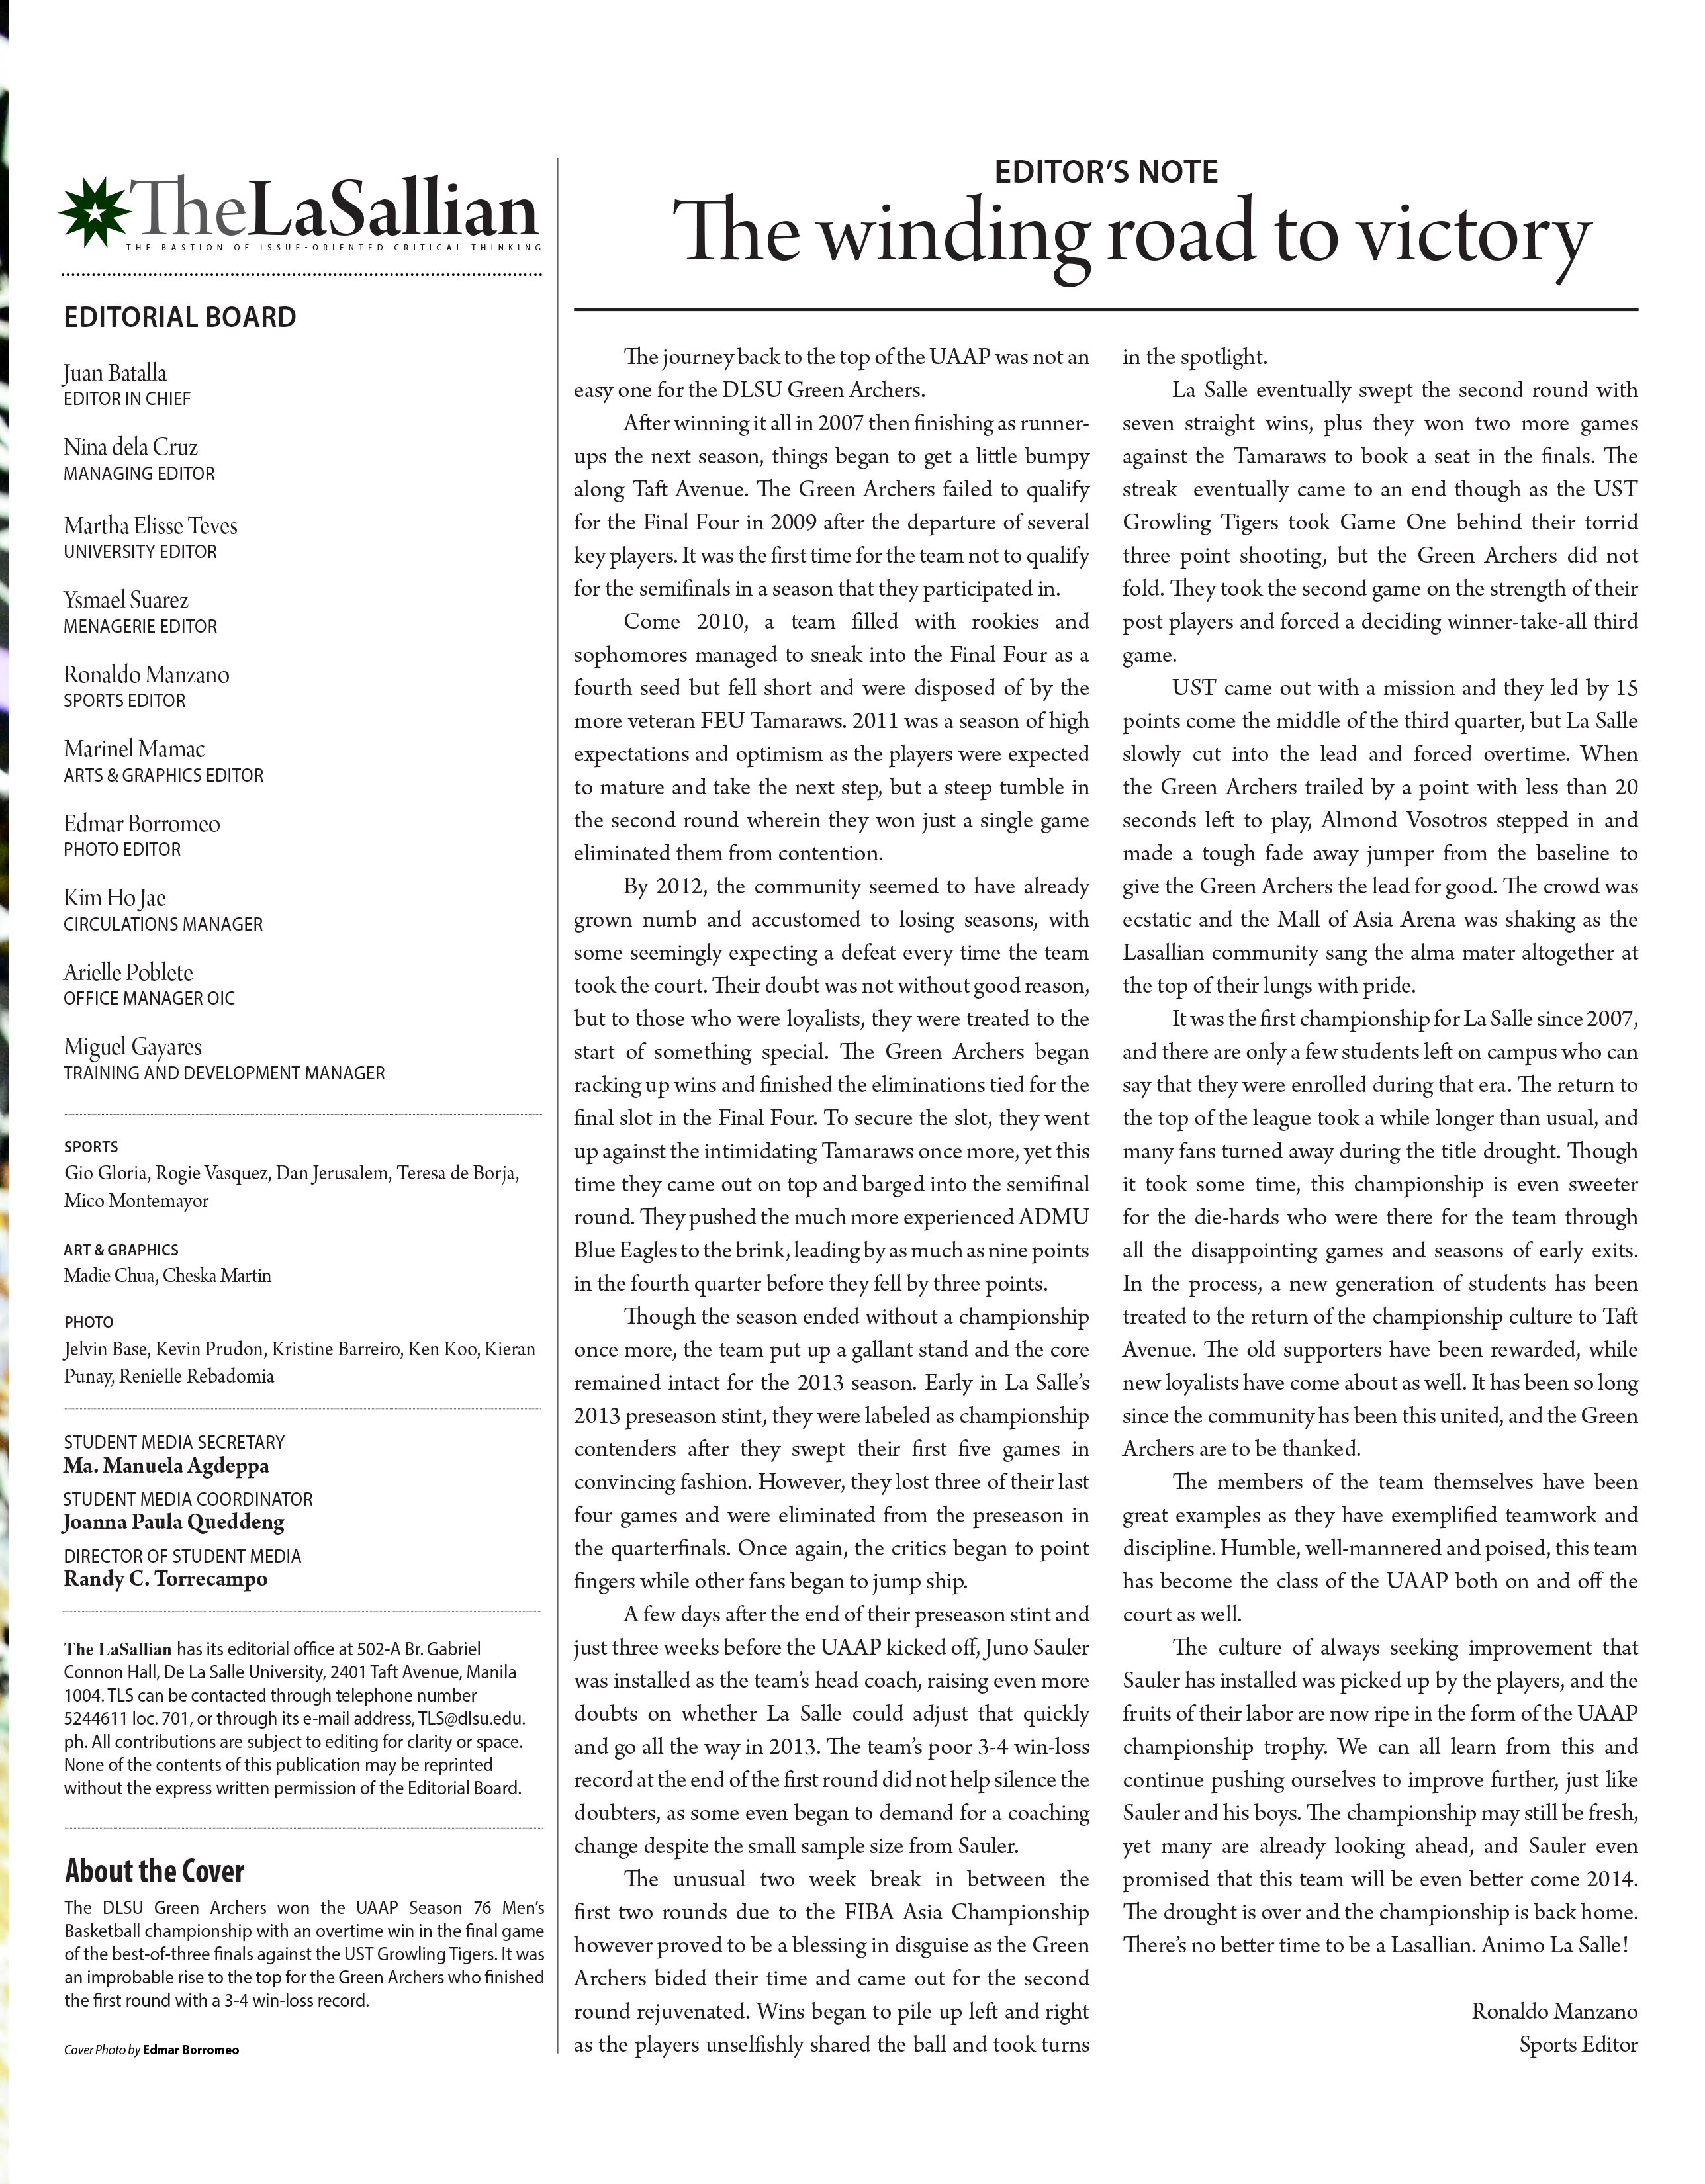 TheLaSallian
THE BASTION OF ISSUE-ORIENTED CRITICAL THINKING
EDITORIAL BOARD
Juan Batalla
EDITOR IN CHIEF
Nina dela Cruz
MANAGING EDITOR
Martha Elisse Teves
UNIVERSITY EDITOR
Ysmael Suarez
MENAGERIE EDITOR
Ronaldo Manzano
SPORTS EDITOR
Marinel Mamac
ARTS & GRAPHICS EDITOR
Edmar Borromeo
PHOTO EDITOR
Kim Ho Jae
CIRCULATIONS MANAGER
Arielle Poblete
OFFICE MANAGER OIC
Miguel Gayares
TRAINING AND DEVELOPMENT MANAGER
SPORTS
Gio Gloria, Rogie Vasquez, Dan Jerusalem, Teresa de Borja,
Mico Montemayor
ART & GRAPHICS
Madie Chua, Cheska Martin
PHOTO
Jelvin Base, Kevin Prudon, Kristine Barreiro, Ken Koo, Kieran
Punay, Renielle Rebadomia
STUDENT MEDIA SECRETARY
Ma. Manuela Agdeppa
STUDENT MEDIA COORDINATOR
Joanna Paula Queddeng
DIRECTOR OF STUDENT MEDIA
Randy C. Torrecampo
The LaSallian has its editorial office at 502-A Br. Gabriel
Connon Hall, De La Salle University, 2401 Taft Avenue, Manila
1004. TLS can be contacted through telephone number
5244611 loc. 701, or through its e-mail address, TLS@dlsu.edu.
ph. All contributions are subject to editing for clarity or space.
None of the contents of this publication may be reprinted
without the express written permission of the Editorial Board.
About the Cover
The DLSU Green Archers won the UAAP Season 76 Men's
Basketball championship with an overtime win in the final game
of the best-of-three finals against the UST Growling Tigers. It was
an improbable rise to the top for the Green Archers who finished
the first round with a 3-4 win-loss record.
Cover Photo by Edmar Borromeo
EDITOR'S NOTE
The winding road to victory
The journey back to the top of the UAAP was not an
easy one for the DLSU Green Archers.
After winning it all in 2007 then finishing as runner-
ups the next season, things began to get a little bumpy
along Taft Avenue. The Green Archers failed to qualify
for the Final Four in 2009 after the departure of several
key players. It was the first time for the team not to qualify
for the semifinals in a season that they participated in.
Come 2010, a team filled with rookies and
sophomores managed to sneak into the Final Four as a
fourth seed but fell short and were disposed of by the
more veteran FEU Tamaraws. 2011 was a season of high
expectations and optimism as the players were expected
to mature and take the next step, but a steep tumble in
the second round wherein they won just a single game
eliminated them from contention.
By 2012, the community seemed to have already
grown numb and accustomed to losing seasons, with
some seemingly expecting a defeat every time the team
took the court. Their doubt was not without good reason,
but to those who were loyalists, they were treated to the
start of something special. The Green Archers began
racking up wins and finished the eliminations tied for the
final slot in the Final Four. To secure the slot, they went
up against the intimidating Tamaraws once more, yet this
time they came out on top and barged into the semifinal
round. They pushed the much more experienced ADMU
Blue Eagles to the brink, leading by as much as nine points
in the fourth quarter before they fell by three points.
Though the season ended without a championship
once more, the team put up a gallant stand and the core
remained intact for the 2013 season. Early in La Salle's
2013 preseason stint, they were labeled as championship
contenders after they swept their first five games in
convincing fashion. However, they lost three of their last
four games and were eliminated from the preseason in
the quarterfinals. Once again, the critics began to point
fingers while other fans began to jump ship.
A few days after the end of their preseason stint and
just three weeks before the UAAP kicked off, Juno Sauler
was installed as the team's head coach, raising even more
doubts on whether La Salle could adjust that quickly
and go all the way in 2013. The team's poor 3-4 win-loss
record at the end of the first round did not help silence the
doubters, as some even began to demand for a coaching
change despite the small sample size from Sauler.
The unusual two week break in between the
first two rounds due to the FIBA Asia Championship
however proved to be a blessing in disguise as the Green
Archers bided their time and came out for the second
round rejuvenated. Wins began to pile up left and right
as the players unselfishly shared the ball and took turns
in the spotlight.
La Salle eventually swept the second round with
seven straight wins, plus they won two more games
against the Tamaraws to book a seat in the finals. The
streak eventually came to an end though as the UST
Growling Tigers took Game One behind their torrid
three point shooting, but the Green Archers did not
fold. They took the second game on the strength of their
post players and forced a deciding winner-take-all third
game.
UST came out with a mission and they led by 15
points come the middle of the third quarter, but La Salle
slowly cut into the lead and forced overtime. When
the Green Archers trailed by a point with less than 20
seconds left to play, Almond Vosotros stepped in and
made a tough fade away jumper from the baseline to
give the Green Archers the lead for good. The crowd was
ecstatic and the Mall of Asia Arena was shaking as the
Lasallian community sang the alma mater altogether at
the top of their lungs with pride.
It was the first championship for La Salle since 2007,
and there are only a few students left on campus who can
say that they were enrolled during that era. The return to
the top of the league took a while longer than usual, and
many fans turned away during the title drought. Though
it took some time, this championship is even sweeter
for the die-hards who were there for the team through
all the disappointing games and seasons of early exits.
In the process, a new generation of students has been
treated to the return of the championship culture to Taft
Avenue. The old supporters have been rewarded, while
new loyalists have come about as well. It has been so long
since the community has been this united, and the Green
Archers are to be thanked.
The members of the team themselves have been
great examples as they have exemplified teamwork and
discipline. Humble, well-mannered and poised, this team
has become the class of the UAAP both on and off the
court as well.
The culture of always seeking improvement that
Sauler has installed was picked up by the players, and the
fruits of their labor are now ripe in the form of the UAAP
championship trophy. We can all learn from this and
continue pushing ourselves to improve further, just like
Sauler and his boys. The championship may still be fresh,
yet many are already looking ahead, and Sauler even
promised that this team will be even better come 2014.
The drought is over and the championship is back home.
There's no better time to be a Lasallian. Animo La Salle!
Ronaldo Manzano
Sports Editor